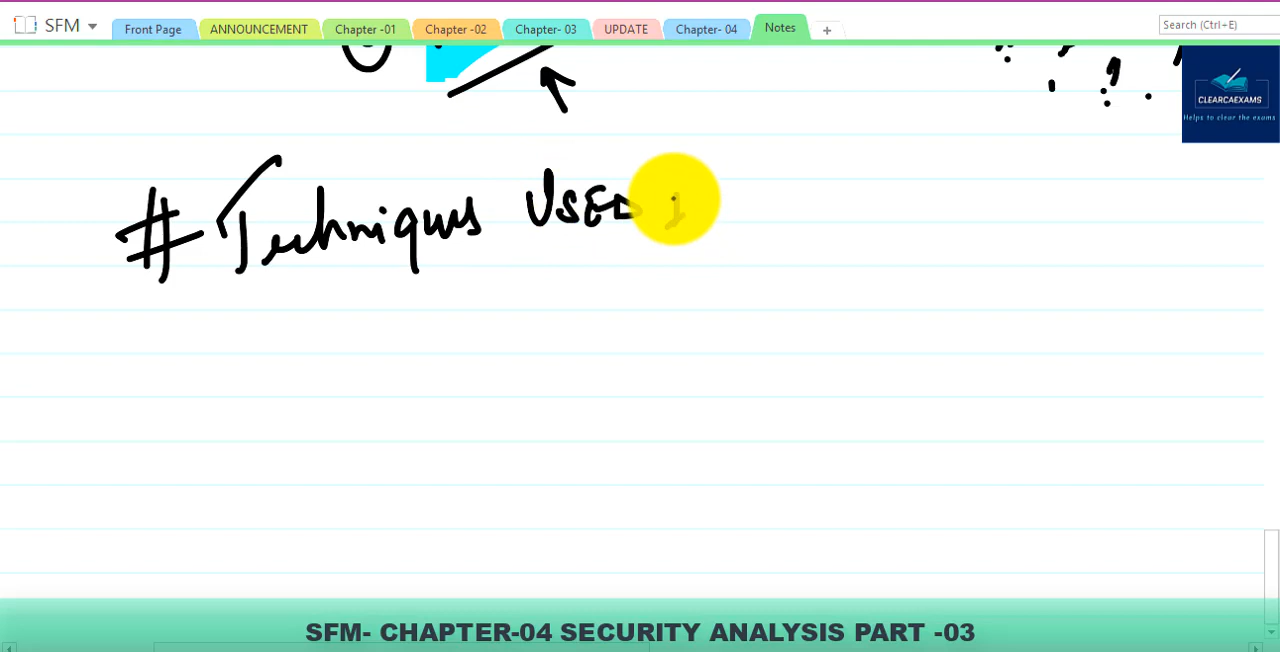 SFM
Front Page
ANNOUNCEMENT
Chapter -01
Chapter -02
Chapter- 03
UPDATE
Chapter- 04
Notes
+
Search (Ctrl+E)
CLEARCAEXAMS
Helps to clear the exams
# Techniques USED
SFM- CHAPTER-04 SECURITY ANALYSIS PART -03